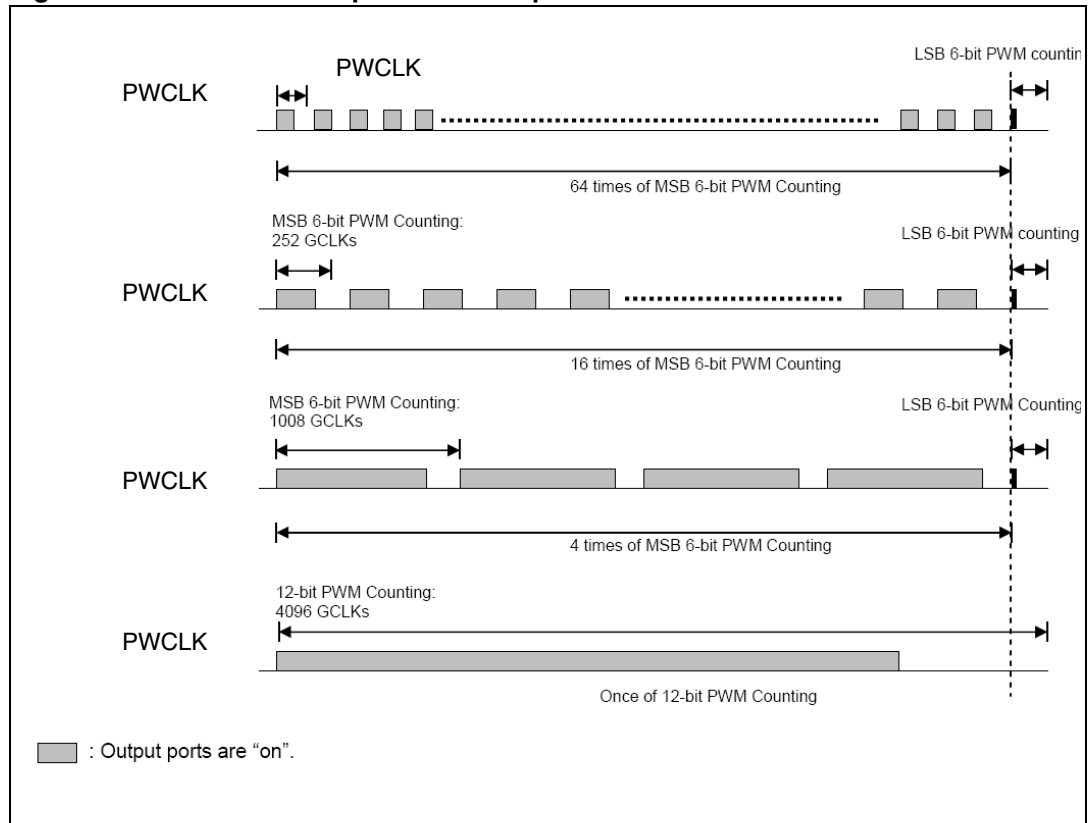 LSB 6-bit PWM countin
PWCLK
PWCLK
64 times of MSB 6-bit PWM Counting
MSB 6-bit PWM Counting:
252 GCLKs
LSB 6-bit PWM counting
PWCLK
16 times of MSB 6-bit PWM Counting
MSB 6-bit PWM Counting:
1008 GCLKs
LSB 6-bit PWM Counting
PWCLK
4 times of MSB 6-bit PWM Counting
12-bit PWM Counting:
4096 GCLKs
PWCLK
Once of 12-bit PWM Counting
: Output ports are “on”.